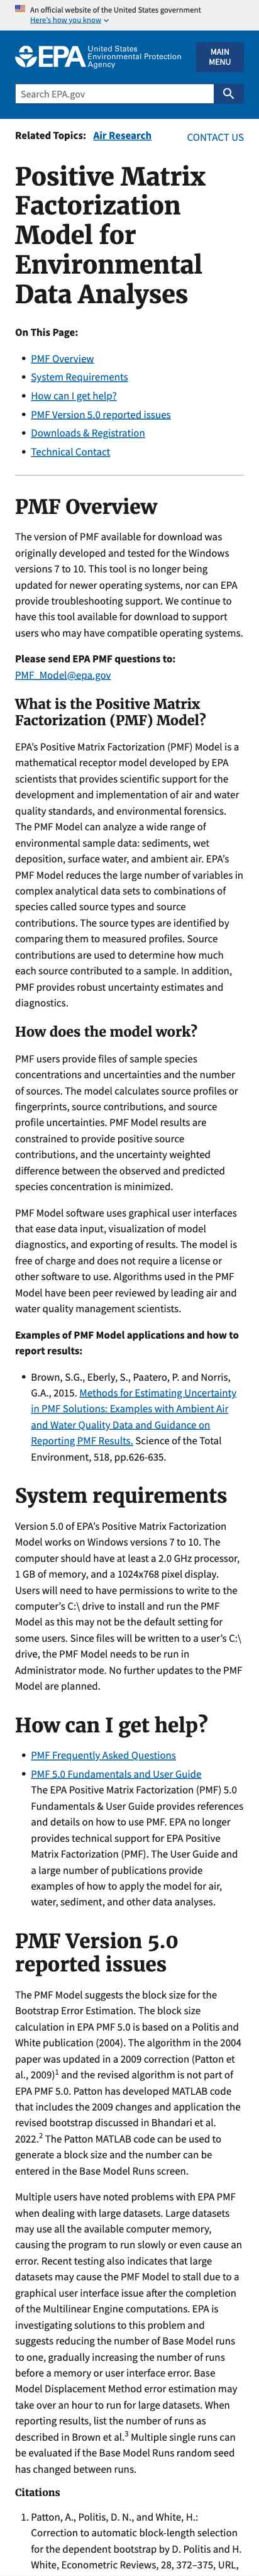 An official website of the United States government
Here's how you know
EPA United States
Environmental Protection
Agency
MAIN
MENU
Search EPA.gov
Related Topics: Air Research
CONTACT US
Positive Matrix
Factorization
Model for
Environmental
Data Analyses
On This Page:
• PMF Overview
• System Requirements
• How can I get help?
• PMF Version 5.0 reported issues
• Downloads & Registration
• Technical Contact
PMF Overview
The version of PMF available for download was
originally developed and tested for the Windows
versions 7 to 10. This tool is no longer being
updated for newer operating systems, nor can EPA
provide troubleshooting support. We continue to
have this tool available for download to support
users who may have compatible operating systems.
Please send EPA PMF questions to:
PMF_Model@epa.gov
What is the Positive Matrix
Factorization (PMF) Model?
EPA's Positive Matrix Factorization (PMF) Model is a
mathematical receptor model developed by EPA
scientists that provides scientific support for the
development and implementation of air and water
quality standards, and environmental forensics.
The PMF Model can analyze a wide range of
environmental sample data: sediments, wet
deposition, surface water, and ambient air. EPA's
PMF Model reduces the large number of variables in
complex analytical data sets to combinations of
species called source types and source
contributions. The source types are identified by
comparing them to measured profiles. Source
contributions are used to determine how much
each source contributed to a sample. In addition,
PMF provides robust uncertainty estimates and
diagnostics.
How does the model work?
PMF users provide files of sample species
concentrations and uncertainties and the number
of sources. The model calculates source profiles or
fingerprints, source contributions, and source
profile uncertainties. PMF Model results are
constrained to provide positive source
contributions, and the uncertainty weighted
difference between the observed and predicted
species concentration is minimized.
PMF Model software uses graphical user interfaces
that ease data input, visualization of model
diagnostics, and exporting of results. The model is
free of charge and does not require a license or
other software to use. Algorithms used in the PMF
Model have been peer reviewed by leading air and
water quality management scientists.
Examples of PMF Model applications and how to
report results:
• Brown, S.G., Eberly, S., Paatero, P. and Norris,
G.A., 2015. Methods for Estimating Uncertainty
in PMF Solutions: Examples with Ambient Air
and Water Quality Data and Guidance on
Reporting PMF Results. Science of the Total
Environment, 518, pp.626-635.
System requirements
Version 5.0 of EPA's Positive Matrix Factorization
Model works on Windows versions 7 to 10. The
computer should have at least a 2.0 GHz processor,
1 GB of memory, and a 1024x768 pixel display.
Users will need to have permissions to write to the
computer's C:\ drive to install and run the PMF
Model as this may not be the default setting for
some users. Since files will be written to a user's C:\
drive, the PMF Model needs to be run in
Administrator mode. No further updates to the PMF
Model are planned.
How can I get help?
• PMF Frequently Asked Questions
• PMF 5.0 Fundamentals and User Guide
The EPA Positive Matrix Factorization (PMF) 5.0
Fundamentals & User Guide provides references
and details on how to use PMF. EPA no longer
provides technical support for EPA Positive
Matrix Factorization (PMF). The User Guide and
a large number of publications provide
examples of how to apply the model for air,
water, sediment, and other data analyses.
PMF Version 5.0
reported issues
The PMF Model suggests the block size for the
Bootstrap Error Estimation. The block size
calculation in EPA PMF 5.0 is based on a Politis and
White publication (2004). The algorithm in the 2004
paper was updated in a 2009 correction (Patton et
al., 2009)1 and the revised algorithm is not part of
EPA PMF 5.0. Patton has developed MATLAB code
that includes the 2009 changes and application the
revised bootstrap discussed in Bhandari et al.
2022.2 The Patton MATLAB code can be used to
generate a block size and the number can be
entered in the Base Model Runs screen.
Multiple users have noted problems with EPA PMF
when dealing with large datasets. Large datasets
may use all the available computer memory,
causing the program to run slowly or even cause an
error. Recent testing also indicates that large
datasets may cause the PMF Model to stall due to a
graphical user interface issue after the completion
of the Multilinear Engine computations. EPA is
investigating solutions to this problem and
suggests reducing the number of Base Model runs
to one, gradually increasing the number of runs
before a memory or user interface error. Base
Model Displacement Method error estimation may
take over an hour to run for large datasets. When
reporting results, list the number of runs as
described in Brown et al.3 Multiple single runs can
be evaluated if the Base Model Runs random seed
has changed between runs.
Citations
1. Patton, A., Politis, D. N., and White, H.:
Correction to automatic block-length selection
for the dependent bootstrap by D. Politis and H.
White, Econometric Reviews, 28, 372–375, URL,